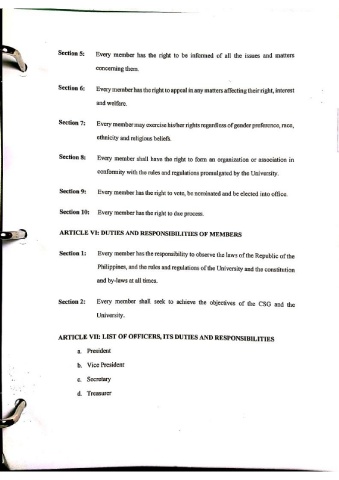 Section 5: Every member has the right to be informed of all the issues and matters
concerning them.
Section 6: Every member has the right to appeal in any matters affecting their right, interest
and welfare.
Section 7: Every member may exercise his/her rights regardless of gender preference, race,
ethnicity and religious beliefs.
Section 8: Every member shall have the right to form an organization or association in
conformity with the rules and regulations promulgated by the University.
Section 9: Every member has the right to vote, be nominated and be elected into office.
Section 10: Every member has the right to due process.
ARTICLE VI: DUTIES AND RESPONSIBILITIES OF MEMBERS
Section 1: Every member has the responsibility to observe the laws of the Republic of the
Philippines, and the rules and regulations of the University and the constitution
and by-laws at all times.
Section 2: Every member shall seek to achieve the objectives of the CSG and the
University.
ARTICLE VII: LIST OF OFFICERS, ITS DUTIES AND RESPONSIBILITIES
a. President
b. Vice President
c. Secretary
d. Treasurer